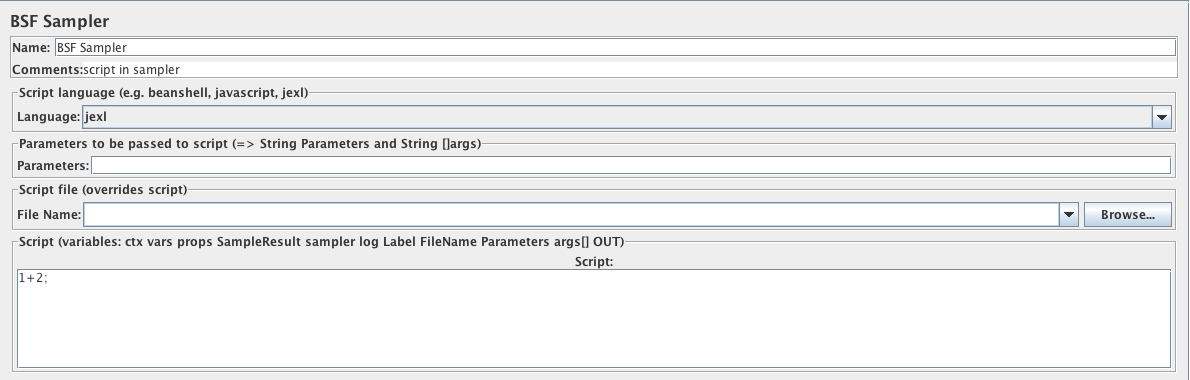 BSF Sampler
Name: BSF Sampler
Comments:script in sampler
Script language (e.g. beanshell, javascript, jexl)
Language: jexl
Parameters to be passed to script (=> String Parameters and String []args)
Parameters:
Script file (overrides script)
File Name:
Browse...
Script (variables: ctx vars props SampleResult sampler log Label FileName Parameters args[] OUT)
Script:
1+2;